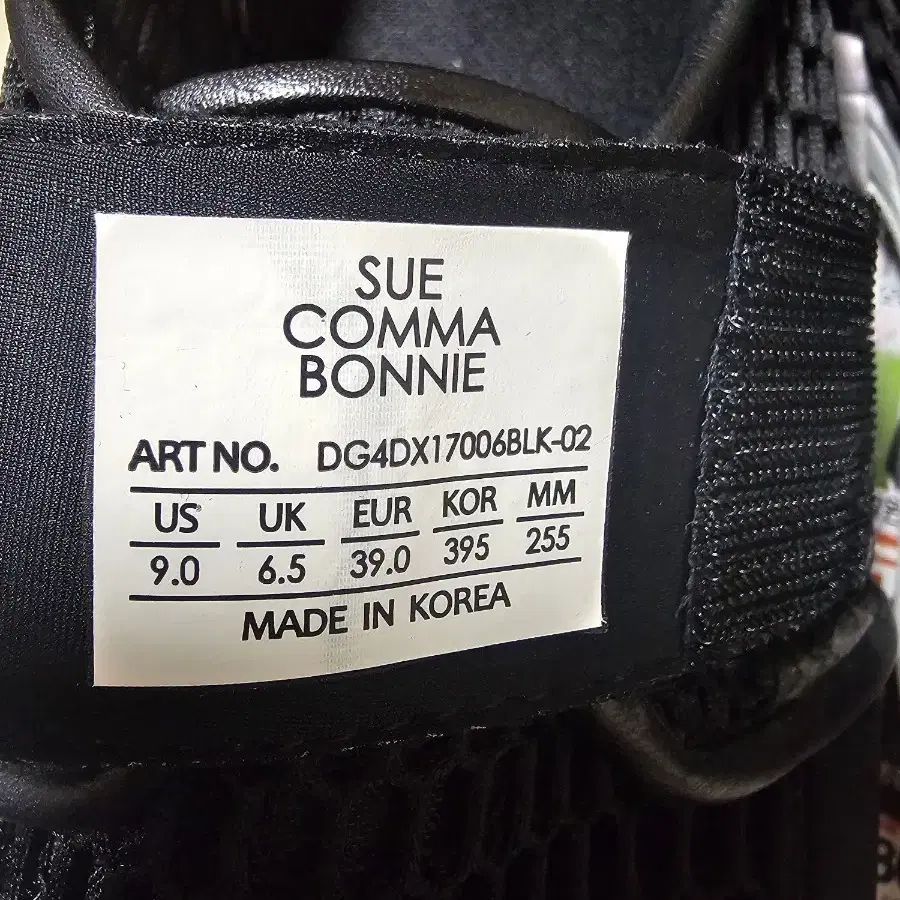 SUE
COMMA
BONNIE
ART NO. DG4DX17006BLK-02
US UK EUR KOR MM
9.0 6.5 39.0 395 255
MADE IN KOREA